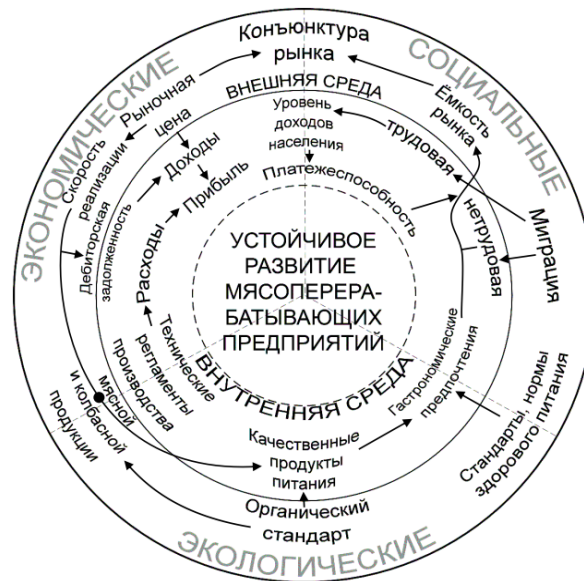 Конъюнктура
рынка
ЭКОНОМИЧЕСКИЕ
СОЦИАЛЬНЫЕ
ВНЕШНЯЯ СРЕДА
Рыночная
цена
Скорость
реализации
Доходы
Прибыль
Дебиторская
задолженность
Расходы
Уровень
доходов
населения
Платежеспособность
трудовая
Ёмкость
рынка
нетрудовая
Миграция
УСТОЙЧИВОЕ
РАЗВИТИЕ
МЯСОПЕРЕРА-
БАТЫВАЮЩИХ
ПРЕДПРИЯТИЙ
ВНУТРЕННЯЯ СРЕДА
Технические
регламенты
производства
мясной
и колбасной
продукции
Качественные
продукты
питания
Гастрономические
предпочтения
Стандарты, нормы
здорового питания
Органический
стандарт
ЭКОЛОГИЧЕСКИЕ